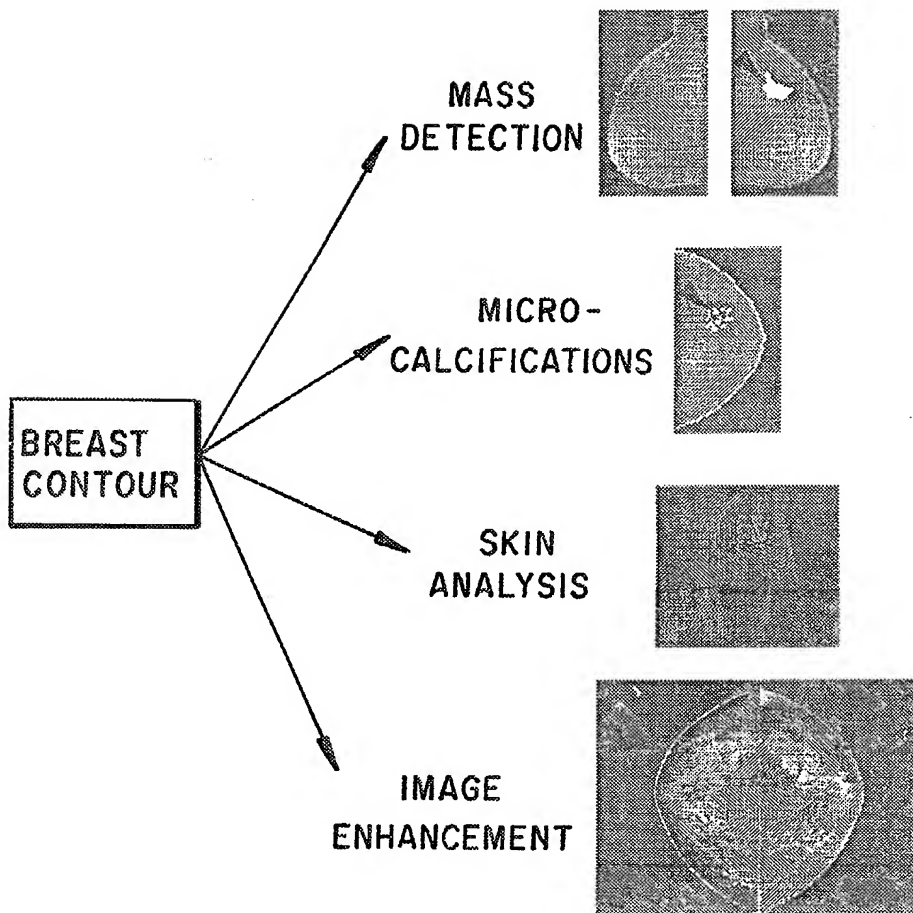 MASS
DETECTION
MICRO-
CALCIFICATIONS
BREAST
CONTOUR
SKIN
ANALYSIS
IMAGE
ENHANCEMENT